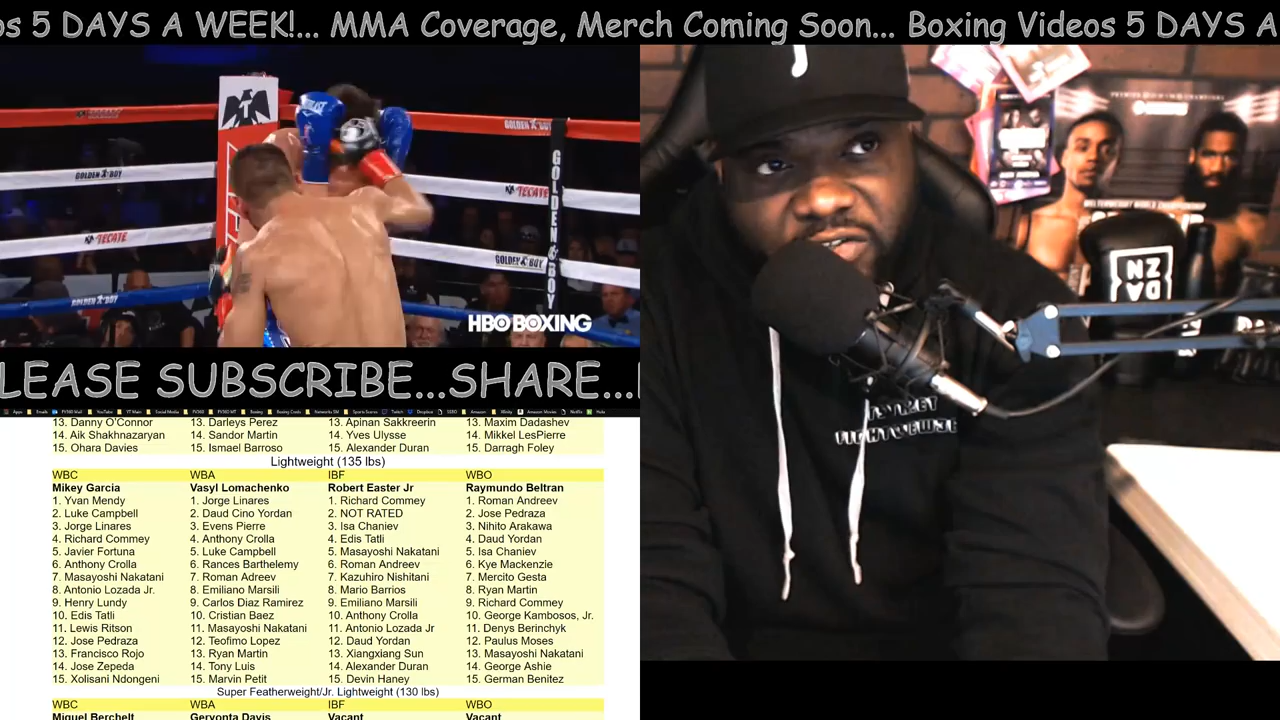 os 5 DAYS A WEEK!... MMA Coverage, Merch Coming Soon... Boxing Videos 5 DAYS A
GOLDEN BOY
GOLDEN BOY
TECATE
TECATE
GOLDEN BOY
GOLDEN BOY
GOLDEN BOY
HBO BOXING
LEASE SUBSCRIBE...SHARE...
13. Danny O'Connor 13. Darleys Perez 13. Apinan Sakkreerin 13. Maxim Dadashev
14. Aik Shakhnazaryan 14. Sandor Martin 14. Yves Ulysse 14. Mikkel LesPierre
15. Ohara Davies 15. Ismael Barroso 15. Alexander Duran 15. Darragh Foley
Lightweight (135 lbs)
WBC WBA IBF WBO
Mikey Garcia Vasyl Lomachenko Robert Easter Jr Raymundo Beltran
1. Yvan Mendy 1. Jorge Linares 1. Richard Commey 1. Roman Andreev
2. Luke Campbell 2. Daud Cino Yordan 2. NOT RATED 2. Jose Pedraza
3. Jorge Linares 3. Evens Pierre 3. Isa Chaniev 3. Nihito Arakawa
4. Richard Commey 4. Anthony Crolla 4. Edis Tatli 4. Daud Yordan
5. Javier Fortuna 5. Luke Campbell 5. Masayoshi Nakatani 5. Isa Chaniev
6. Anthony Crolla 6. Rances Barthelemy 6. Roman Andreev 6. Kye Mackenzie
7. Masayoshi Nakatani 7. Roman Adreev 7. Kazuhiro Nishitani 7. Mercito Gesta
8. Antonio Lozada Jr. 8. Emiliano Marsili 8. Mario Barrios 8. Ryan Martin
9. Henry Lundy 9. Carlos Diaz Ramirez 9. Emiliano Marsili 9. Richard Commey
10. Edis Tatli 10. Cristian Baez 10. Anthony Crolla 10. George Kambosos, Jr.
11. Lewis Ritson 11. Masayoshi Nakatani 11. Antonio Lozada Jr 11. Denys Berinchyk
12. Jose Pedraza 12. Teofimo Lopez 12. Daud Yordan 12. Paulus Moses
13. Francisco Rojo 13. Ryan Martin 13. Xiangxiang Sun 13. Masayoshi Nakatani
14. Jose Zepeda 14. Tony Luis 14. Alexander Duran 14. George Ashie
15. Xolisani Ndongeni 15. Marvin Petit 15. Devin Haney 15. German Benitez
Super Featherweight/Jr. Lightweight (130 lbs)
WBC WBA IBF WBO
Miguel Berchelt Gervonta Davis Vacant Vacant